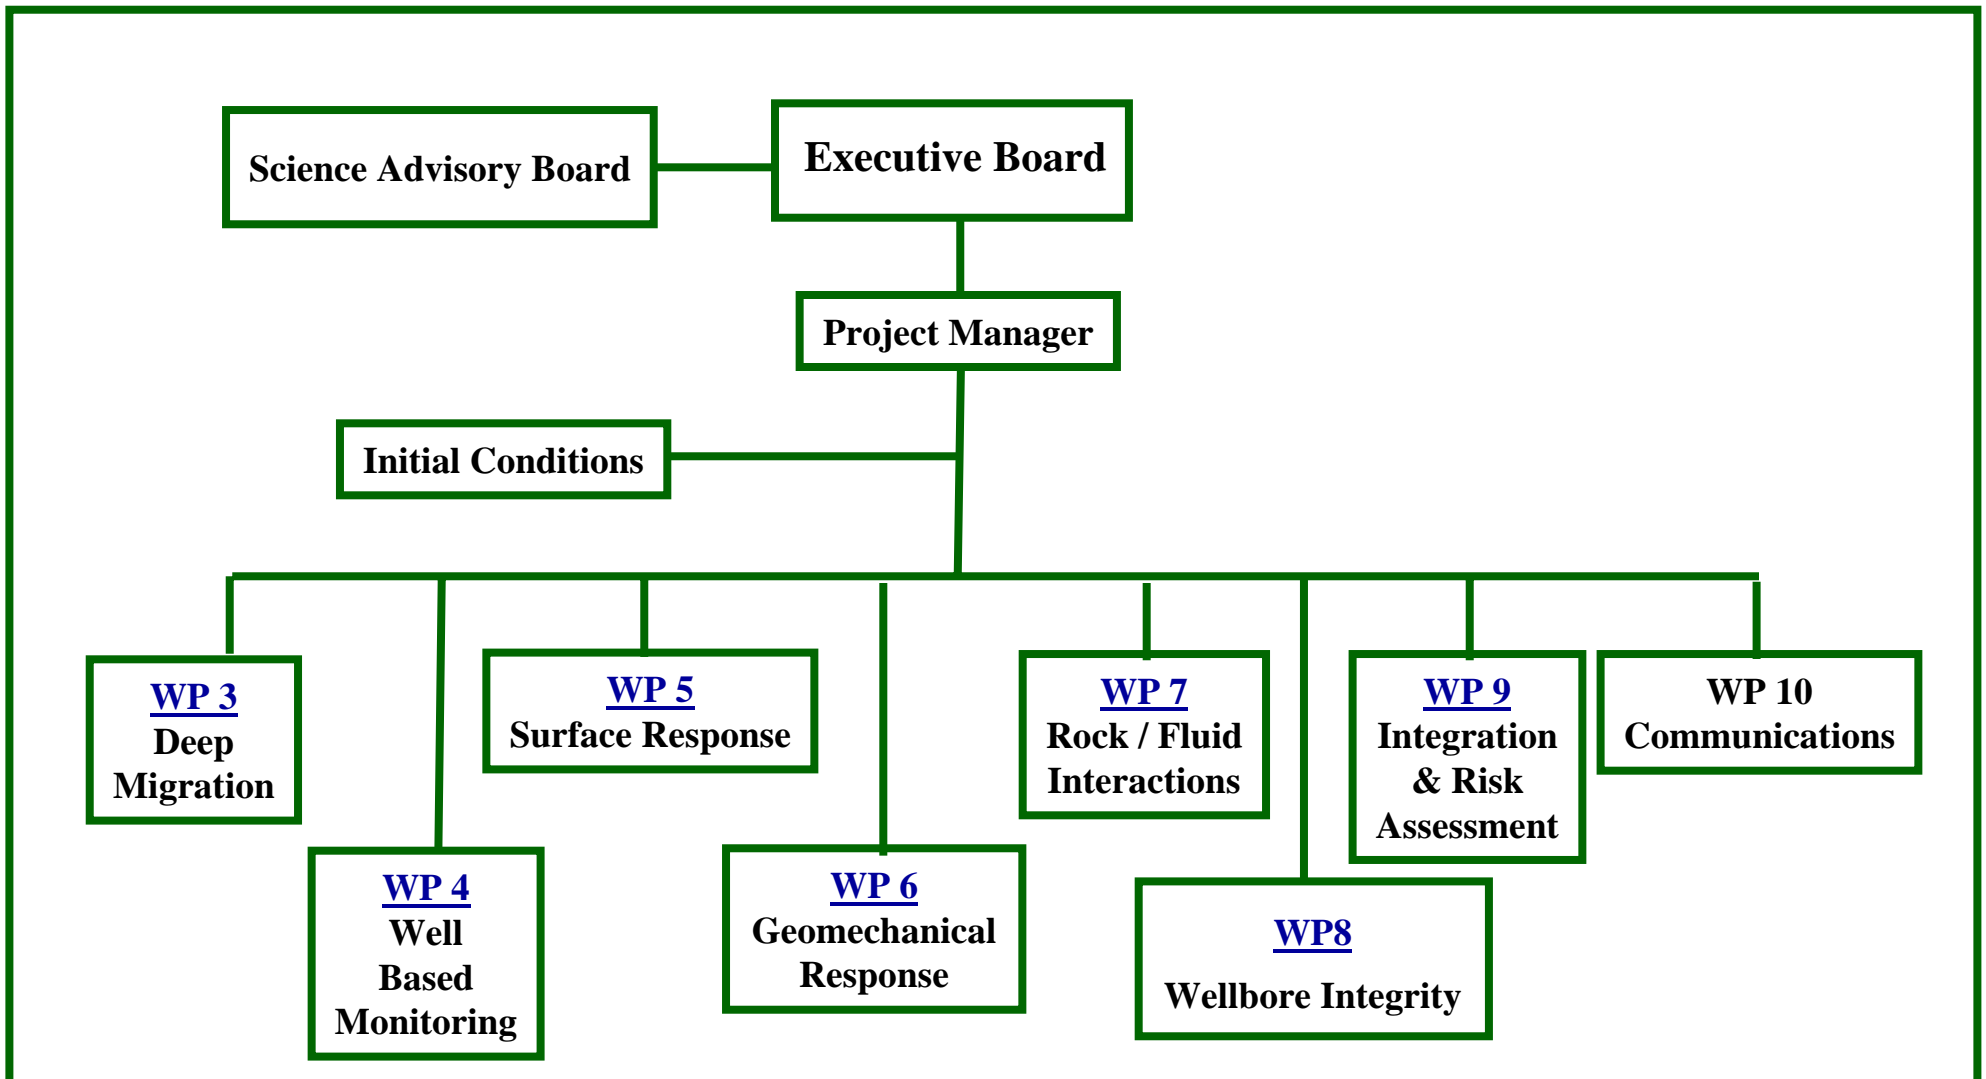 Science Advisory Board
Executive Board
Project Manager
Initial Conditions
WP 3
Deep
Migration
WP 4
Well
Based
Monitoring
WP 5
Surface Response
WP 6
Geomechanical
Response
WP 7
Rock / Fluid
Interactions
WP8
Wellbore Integrity
WP 9
Integration
& Risk
Assessment
WP 10
Communications